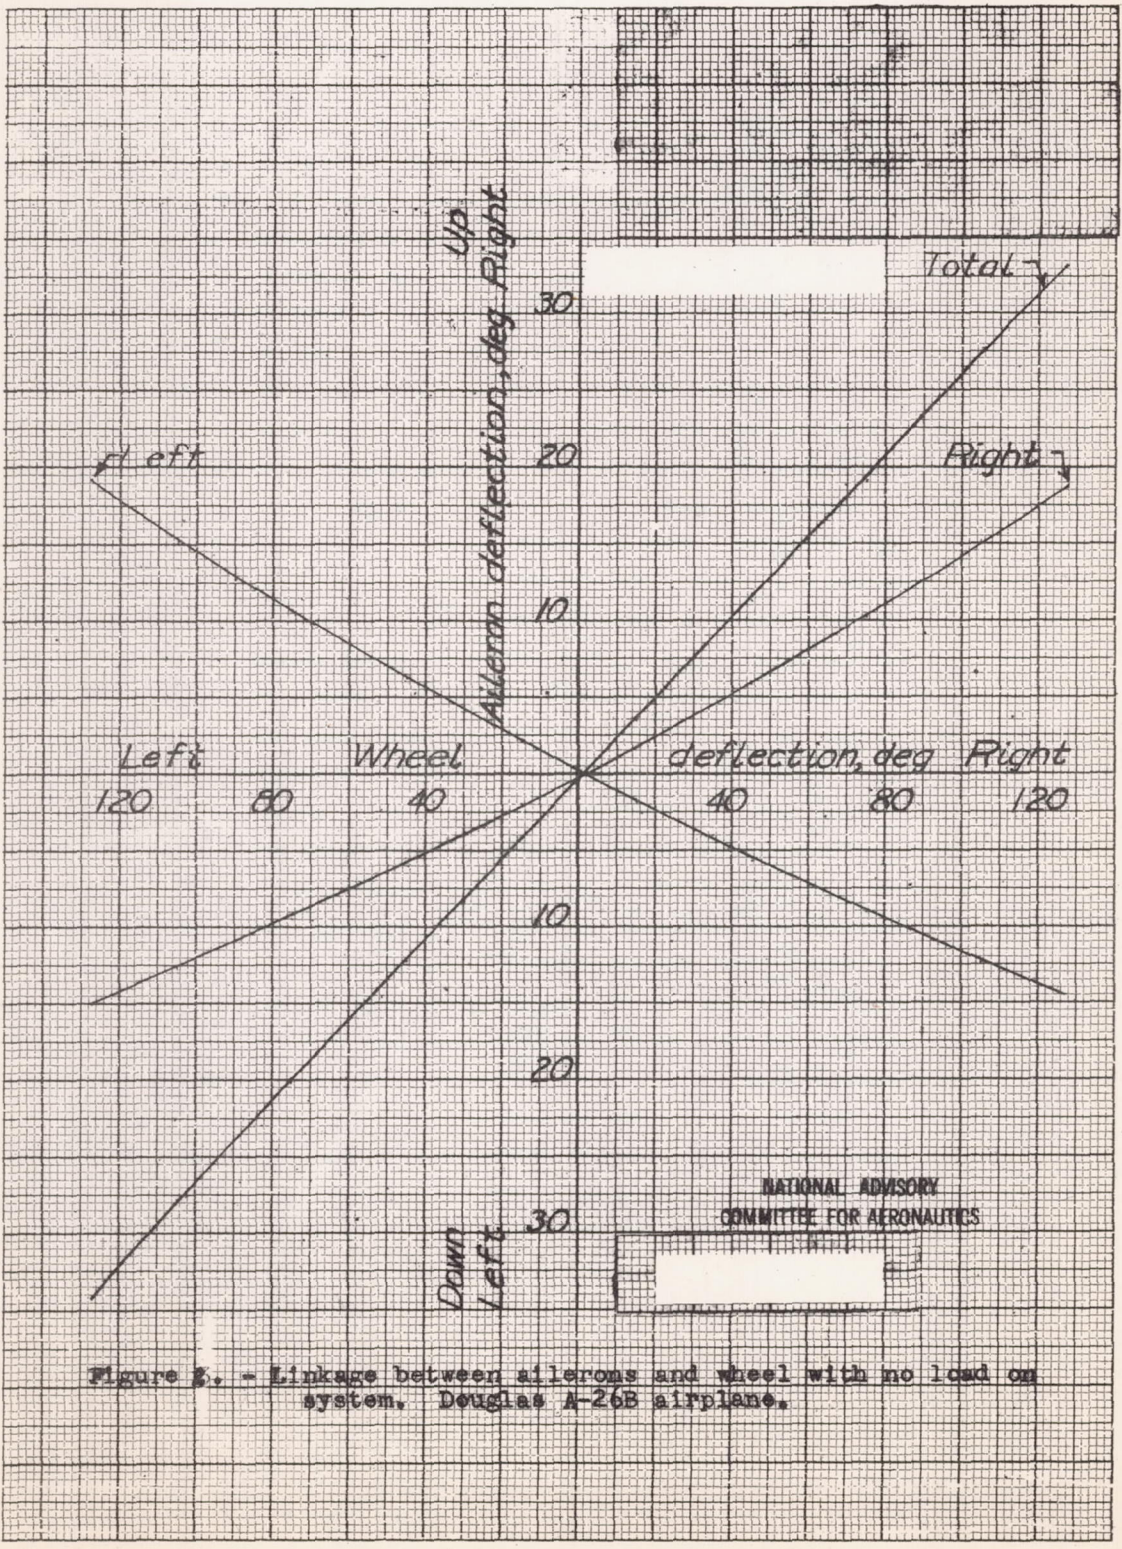 Up
Aileron deflection, deg Right
Total
30
Left
20
Right
10
Left Wheel deflection, deg Right
120 80 40 40 80 120
10
20
30
Down
Left
NATIONAL ADVISORY
COMMITTEE FOR AERONAUTICS
Figure . - Linkage between ailerons and wheel with no load on
system. Douglas A-26B airplane.